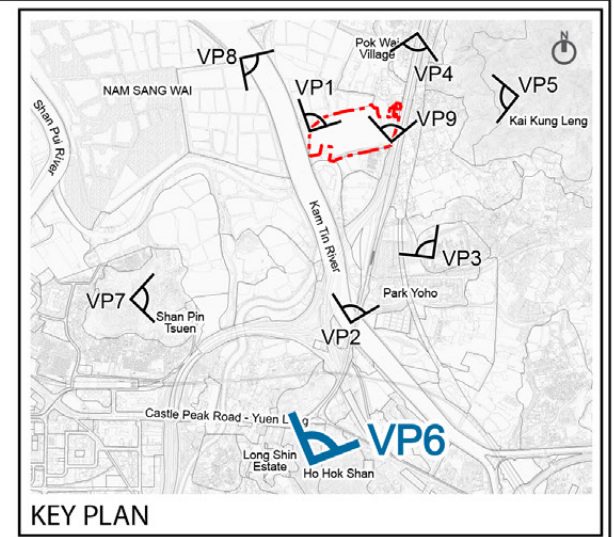 VP8
Pok Wai
Village
N
VP4
NAM SANG WAI
VP1
VP5
VP9
Kai Kung Leng
Shan Pui River
Kam Tin River
VP3
VP7
Shan Pin
Tsuen
Park Yoho
VP2
Castle Peak Road - Yuen Long
VP6
Long Shin
Estate
Ho Hok Shan
KEY PLAN